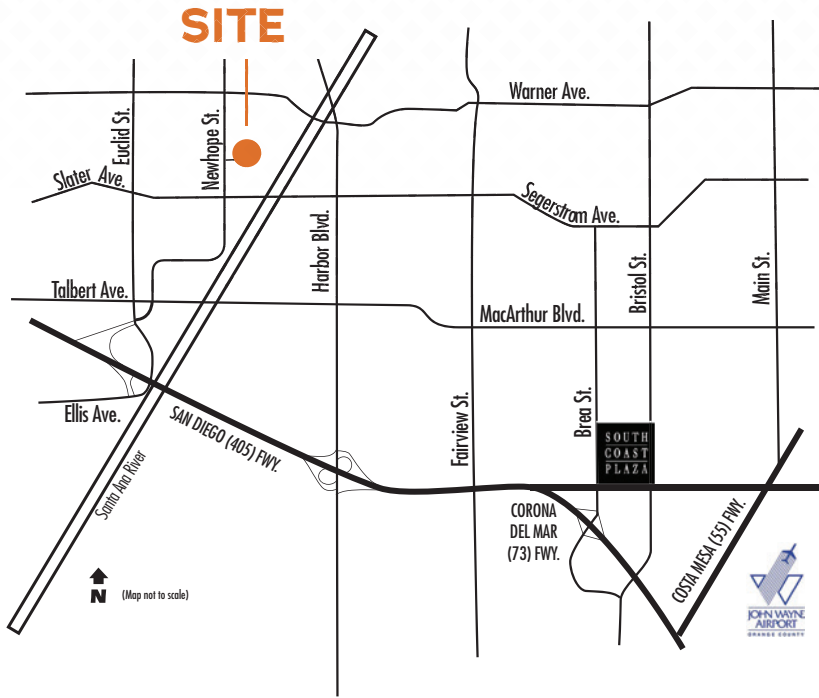 SITE
Warner Ave.
Euclid St.
Newhope St.
Slater Ave.
Segerstrom Ave.
Harbor Blvd.
Bristol St.
Main St.
Talbert Ave.
MacArthur Blvd.
Ellis Ave.
SAN DIEGO (405) FWY.
Fairview St.
Brea St.
SOUTH
COAST
PLAZA
Santa Ana River
CORONA
DEL MAR
(73) FWY.
COSTA MESA (55) FWY.
N
(Map not to scale)
JOHN WAYNE
AIRPORT
ORANGE COUNTY